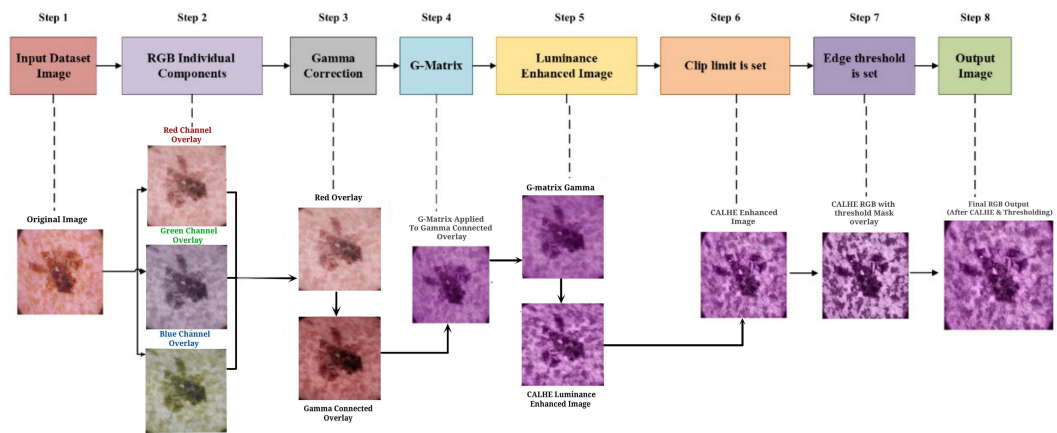 Step 1
Step 2
Step 3
Step 4
Step 5
Step 6
Step 7
Step 8
Input Dataset
Image
RGB Individual
Components
Gamma
Correction
G-Matrix
Luminance
Enhanced Image
Clip limit is set
Edge threshold
is set
Output
Image
Red Channel
Overlay
Original Image
Green Channel
Overlay
Blue Channel
Overlay
Red Overlay
Gamma Connected
Overlay
G-Matrix Applied
To Gamma Connected
Overlay
G-matrix Gamma
CALHE Luminance
Enhanced Image
CALHE Enhanced
Image
CALHE RGB with
threshold Mask
overlay
Final RGB Output
(After CALHE & Thresholding)